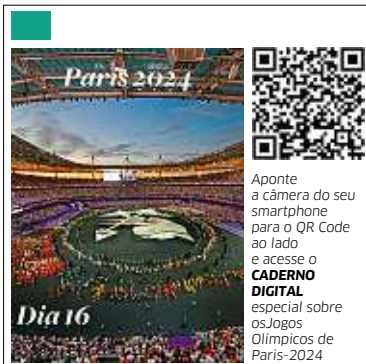 Paris 2024
Dia 16
Aponte
a câmera do seu
smartphone
para o QR Code
ao lado
e acesse o
CADERNO
DIGITAL
especial sobre
osJogos
Olímpicos de
Paris-2024